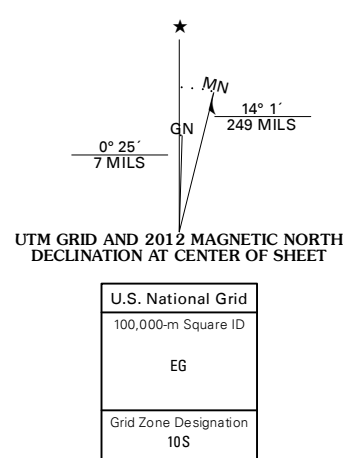 MN
GN
14° 1´
249 MILS
0° 25´
7 MILS
UTM GRID AND 2012 MAGNETIC NORTH
DECLINATION AT CENTER OF SHEET
U.S. National Grid
100,000-m Square ID
EG
Grid Zone Designation
10S